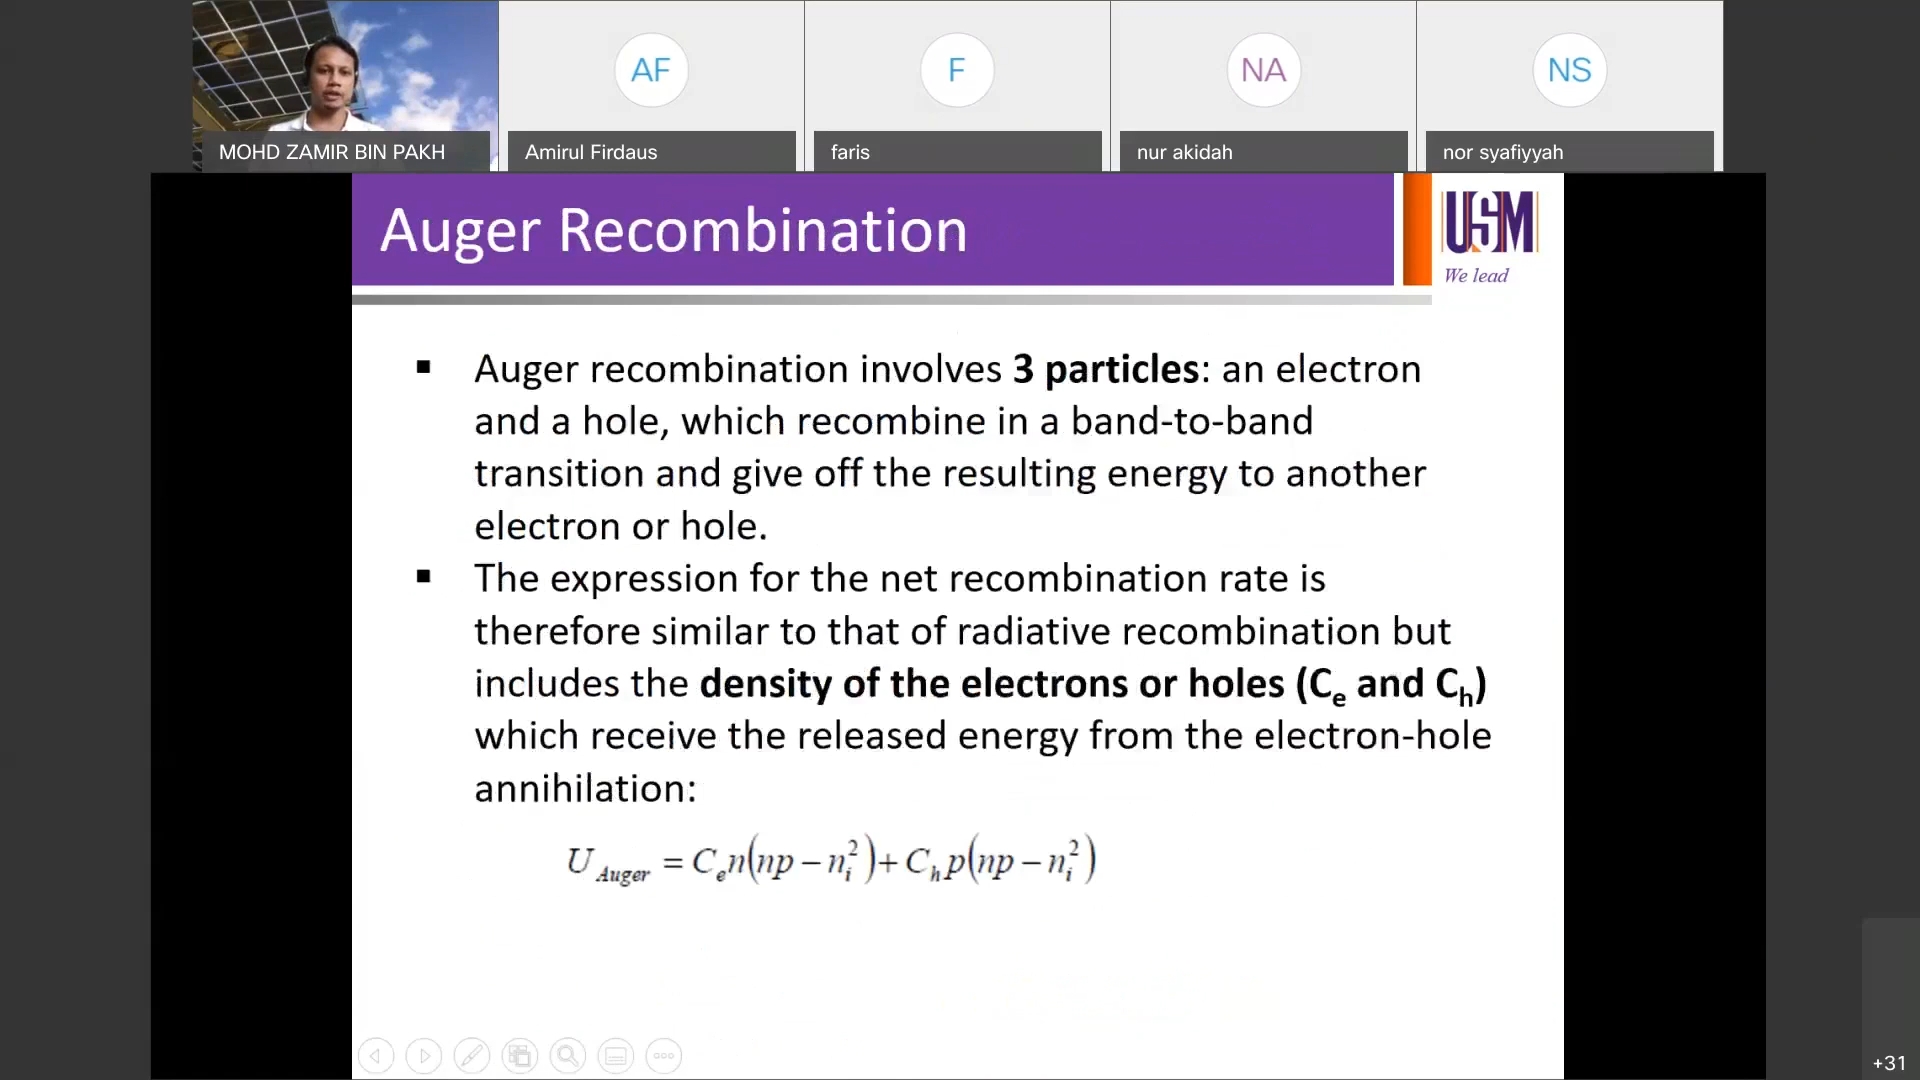 AF
F
NA
NS
MOHD ZAMIR BIN PAKH
Amirul Firdaus
faris
nur akidah
nor syafiyyah
Auger Recombination
USM
We lead
▪ Auger recombination involves 3 particles: an electron
and a hole, which recombine in a band-to-band
transition and give off the resulting energy to another
electron or hole.
▪ The expression for the net recombination rate is
therefore similar to that of radiative recombination but
includes the density of the electrons or holes (Cₑ and Cₕ)
which receive the released energy from the electron-hole
annihilation:
U_Auger = Cₑn(np − nᵢ²) + Cₕp(np − nᵢ²)
+31